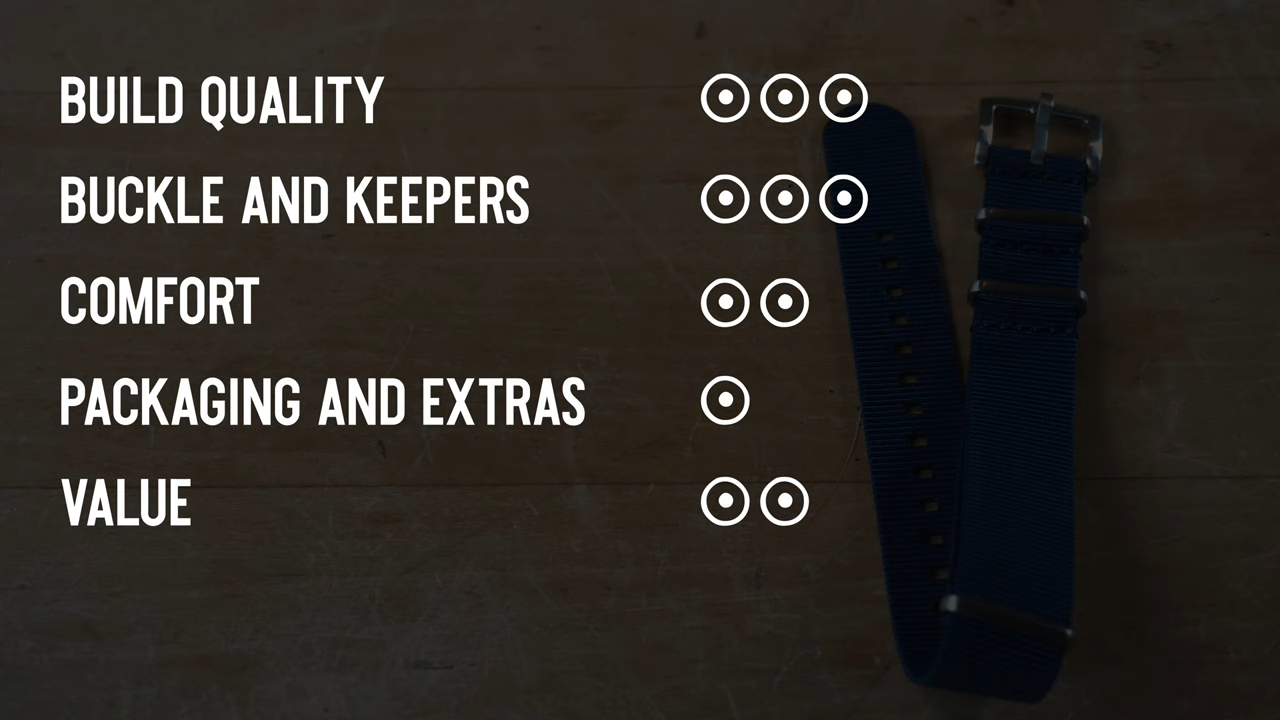 BUILD QUALITY
BUCKLE AND KEEPERS
COMFORT
PACKAGING AND EXTRAS
VALUE